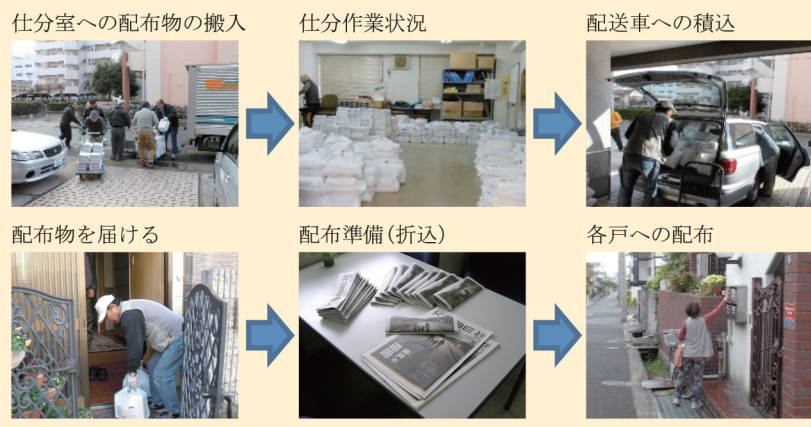 仕分室への配布物の搬入
仕分作業状況
配送車への積込
配布物を届ける
配布準備(折込)
各戸への配布